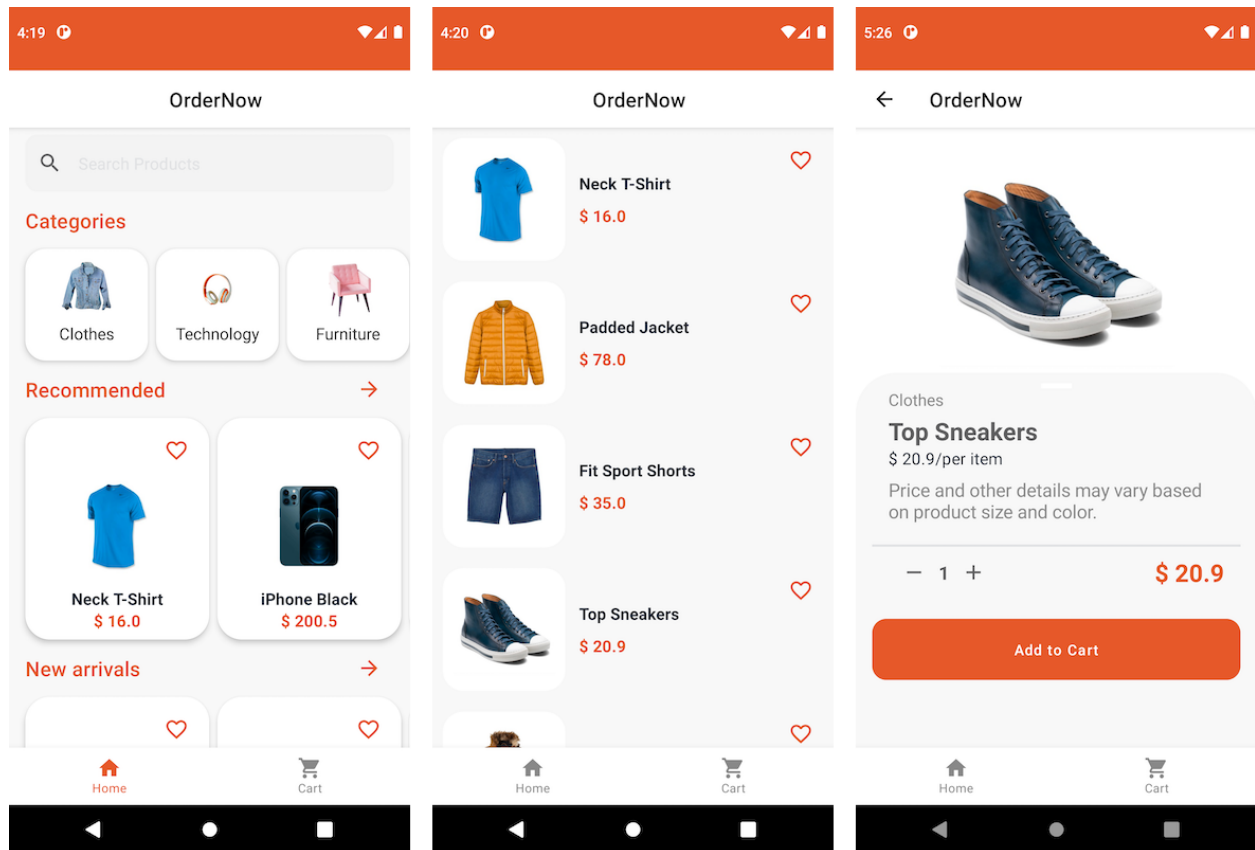 4:19
OrderNow
Search Products
Categories
Clothes
Technology
Furniture
Recommended
Neck T-Shirt
$ 16.0
iPhone Black
$ 200.5
New arrivals
Home
Cart
4:20
OrderNow
Neck T-Shirt
$ 16.0
Padded Jacket
$ 78.0
Fit Sport Shorts
$ 35.0
Top Sneakers
$ 20.9
Home
Cart
5:26
OrderNow
Clothes
Top Sneakers
$ 20.9/per item
Price and other details may vary based
on product size and color.
1
$ 20.9
Add to Cart
Home
Cart